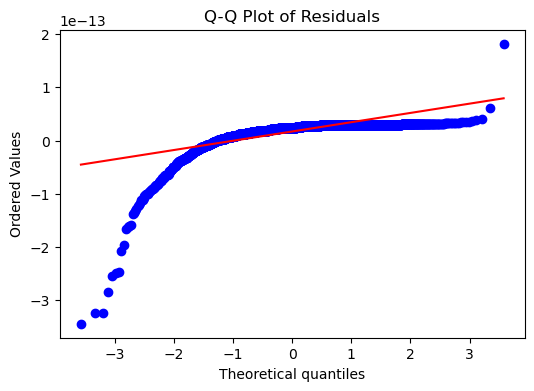 Q-Q Plot of Residuals
1e−13
2
1
0
−1
−2
−3
Ordered Values
−3 −2 −1 0 1 2 3
Theoretical quantiles